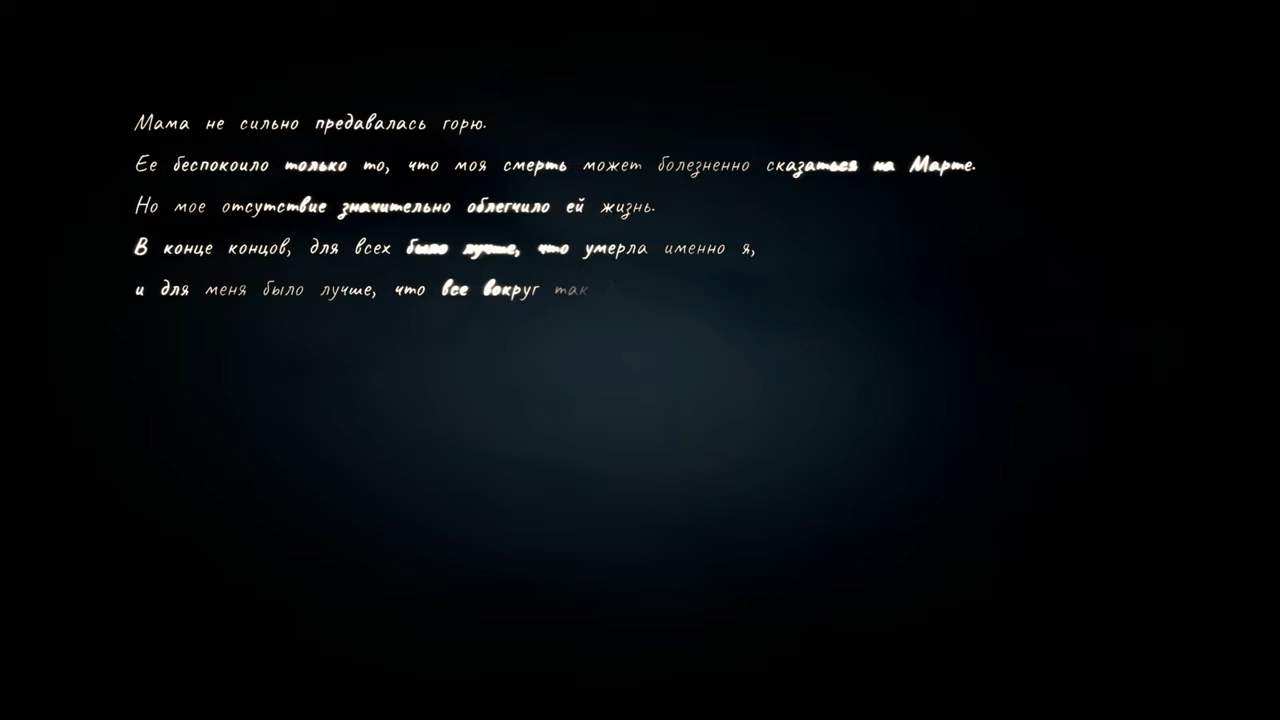 Мама не сильно предавалась горю.
Ее беспокоило только то, что моя смерть может болезненно сказаться на Марте.
Но мое отсутствие значительно облегчило ей жизнь.
В конце концов, для всех было лучше, что умерла именно я,
и для меня было лучше, что все вокруг так